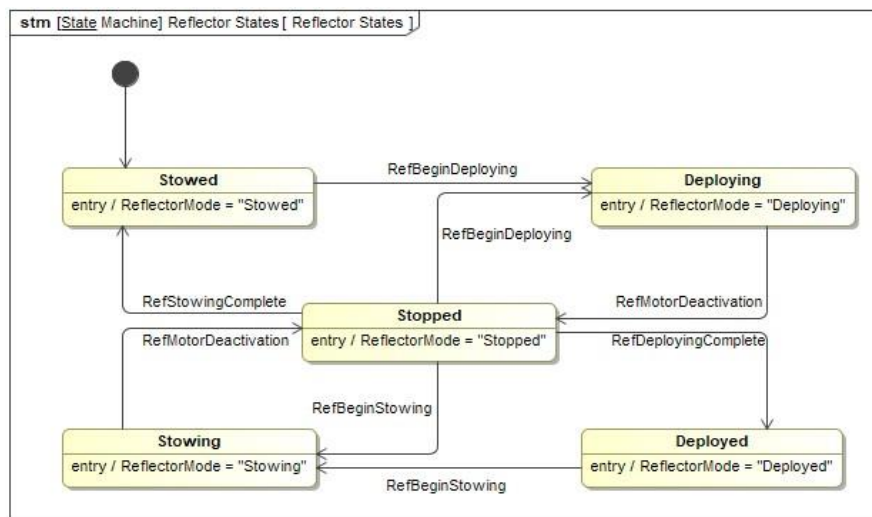 stm [State Machine] Reflector States [ Reflector States ]
Stowed
entry / ReflectorMode = "Stowed"
RefBeginDeploying
Deploying
entry / ReflectorMode = "Deploying"
RefBeginDeploying
RefStowingComplete
RefMotorDeactivation
Stopped
entry / ReflectorMode = "Stopped"
RefMotorDeactivation
RefDeployingComplete
RefBeginStowing
Stowing
entry / ReflectorMode = "Stowing"
Deployed
entry / ReflectorMode = "Deployed"
RefBeginStowing